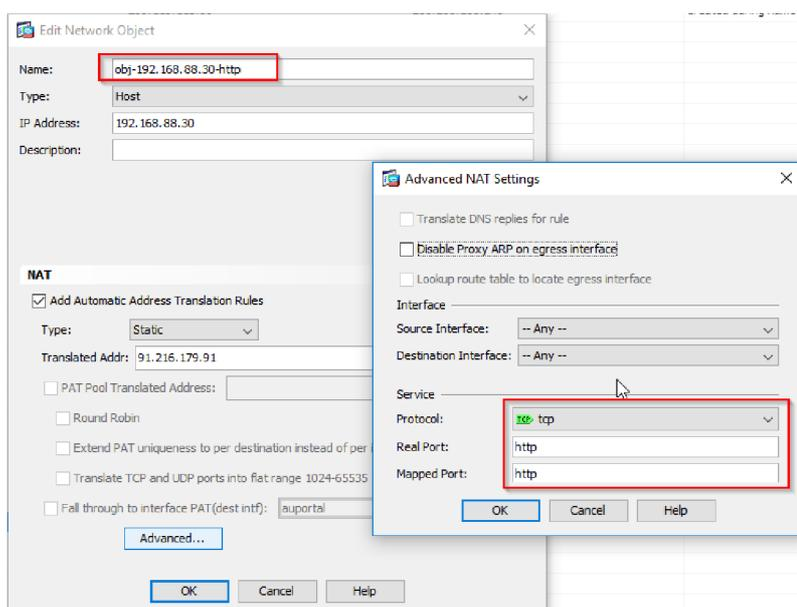 Edit Network Object
Name: obj-192.168.88.30-http
Type: Host
IP Address: 192.168.88.30
Description:
NAT
Add Automatic Address Translation Rules
Type: Static
Translated Addr: 91.216.179.91
PAT Pool Translated Address:
Round Robin
Extend PAT uniqueness to per destination instead of per
Translate TCP and UDP ports into flat range 1024-65535
Fall through to interface PAT(dest intf): auportal
Advanced...
OK Cancel Help
Advanced NAT Settings
Translate DNS replies for rule
Disable Proxy ARP on egress interface
Lookup route table to locate egress interface
Interface
Source Interface: -- Any --
Destination Interface: -- Any --
Service
Protocol: TCP tcp
Real Port: http
Mapped Port: http
OK Cancel Help